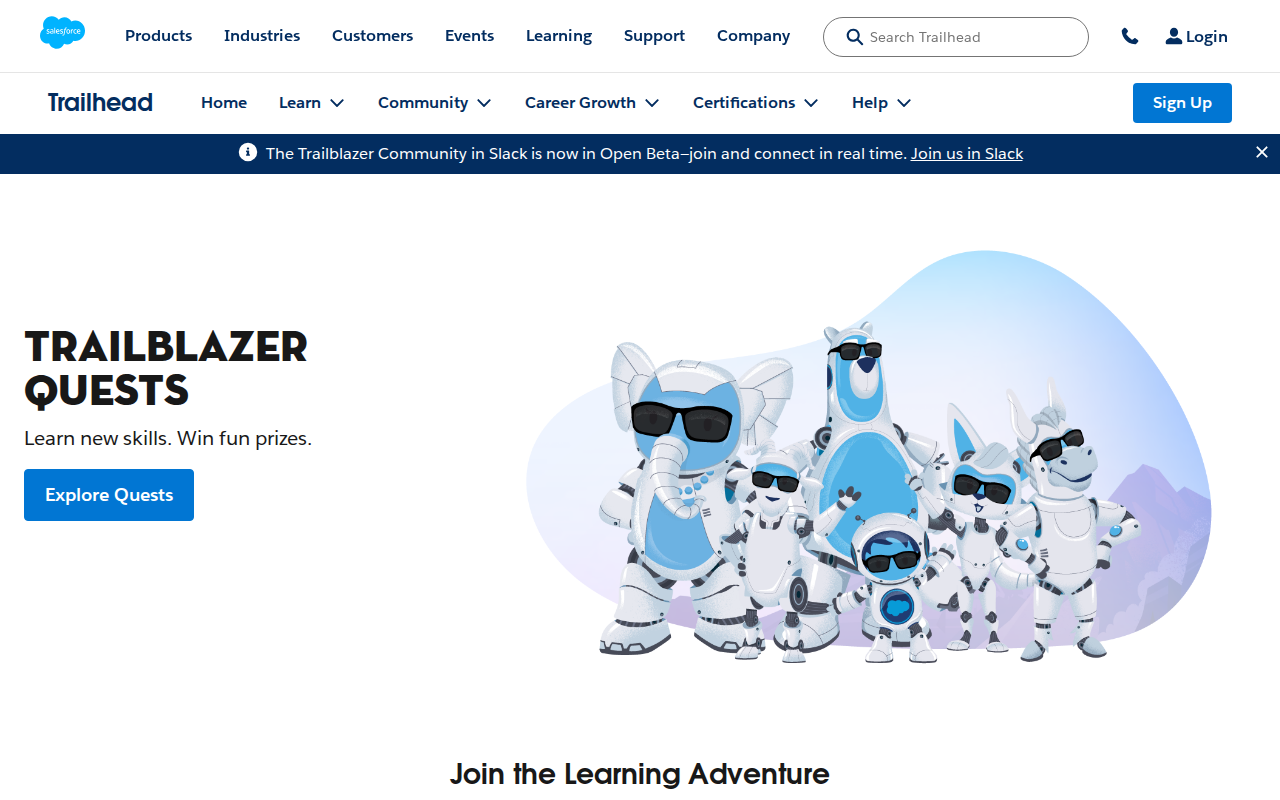 salesforce
Products Industries Customers Events Learning Support Company Search Trailhead Login
Trailhead Home Learn Community Career Growth Certifications Help Sign Up
The Trailblazer Community in Slack is now in Open Beta—join and connect in real time. Join us in Slack
TRAILBLAZER
QUESTS
Learn new skills. Win fun prizes.
Explore Quests
Join the Learning Adventure